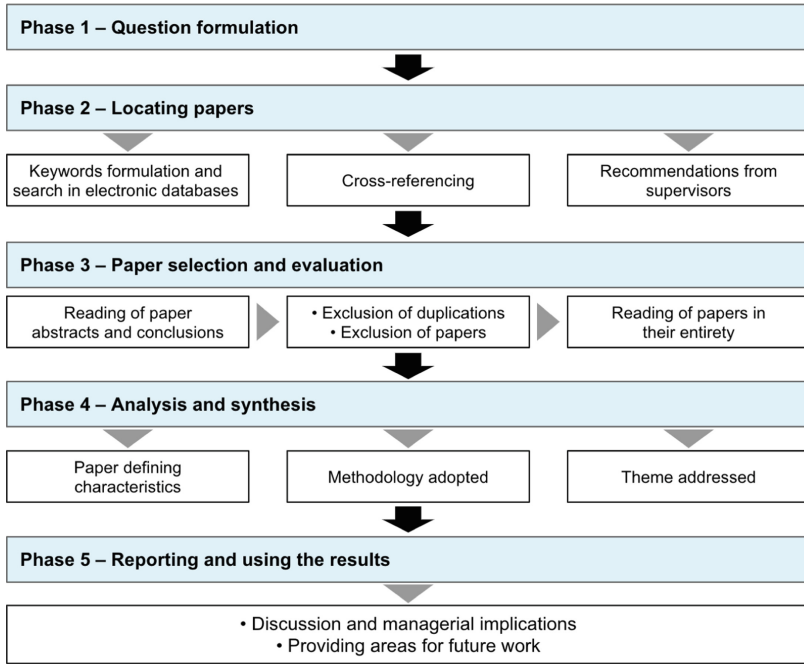 Phase 1 – Question formulation
Phase 2 – Locating papers
Keywords formulation and
search in electronic databases
Cross-referencing
Recommendations from
supervisors
Phase 3 – Paper selection and evaluation
Reading of paper
abstracts and conclusions
• Exclusion of duplications
• Exclusion of papers
Reading of papers in
their entirety
Phase 4 – Analysis and synthesis
Paper defining
characteristics
Methodology adopted
Theme addressed
Phase 5 – Reporting and using the results
• Discussion and managerial implications
• Providing areas for future work